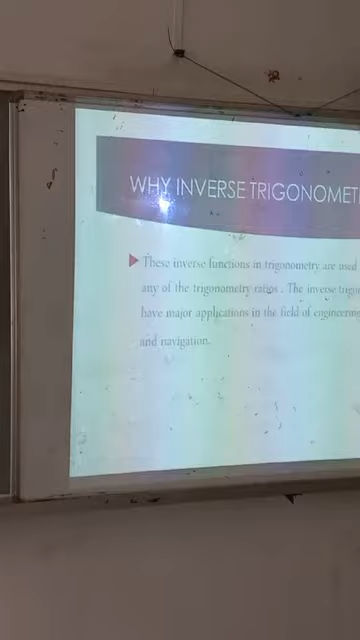 WHY INVERSE TRIGONOMET
These inverse functions in trigonometry are used
any of the trigonometry ratios . The inverse
have major applications in the field of engineering
and navigation.